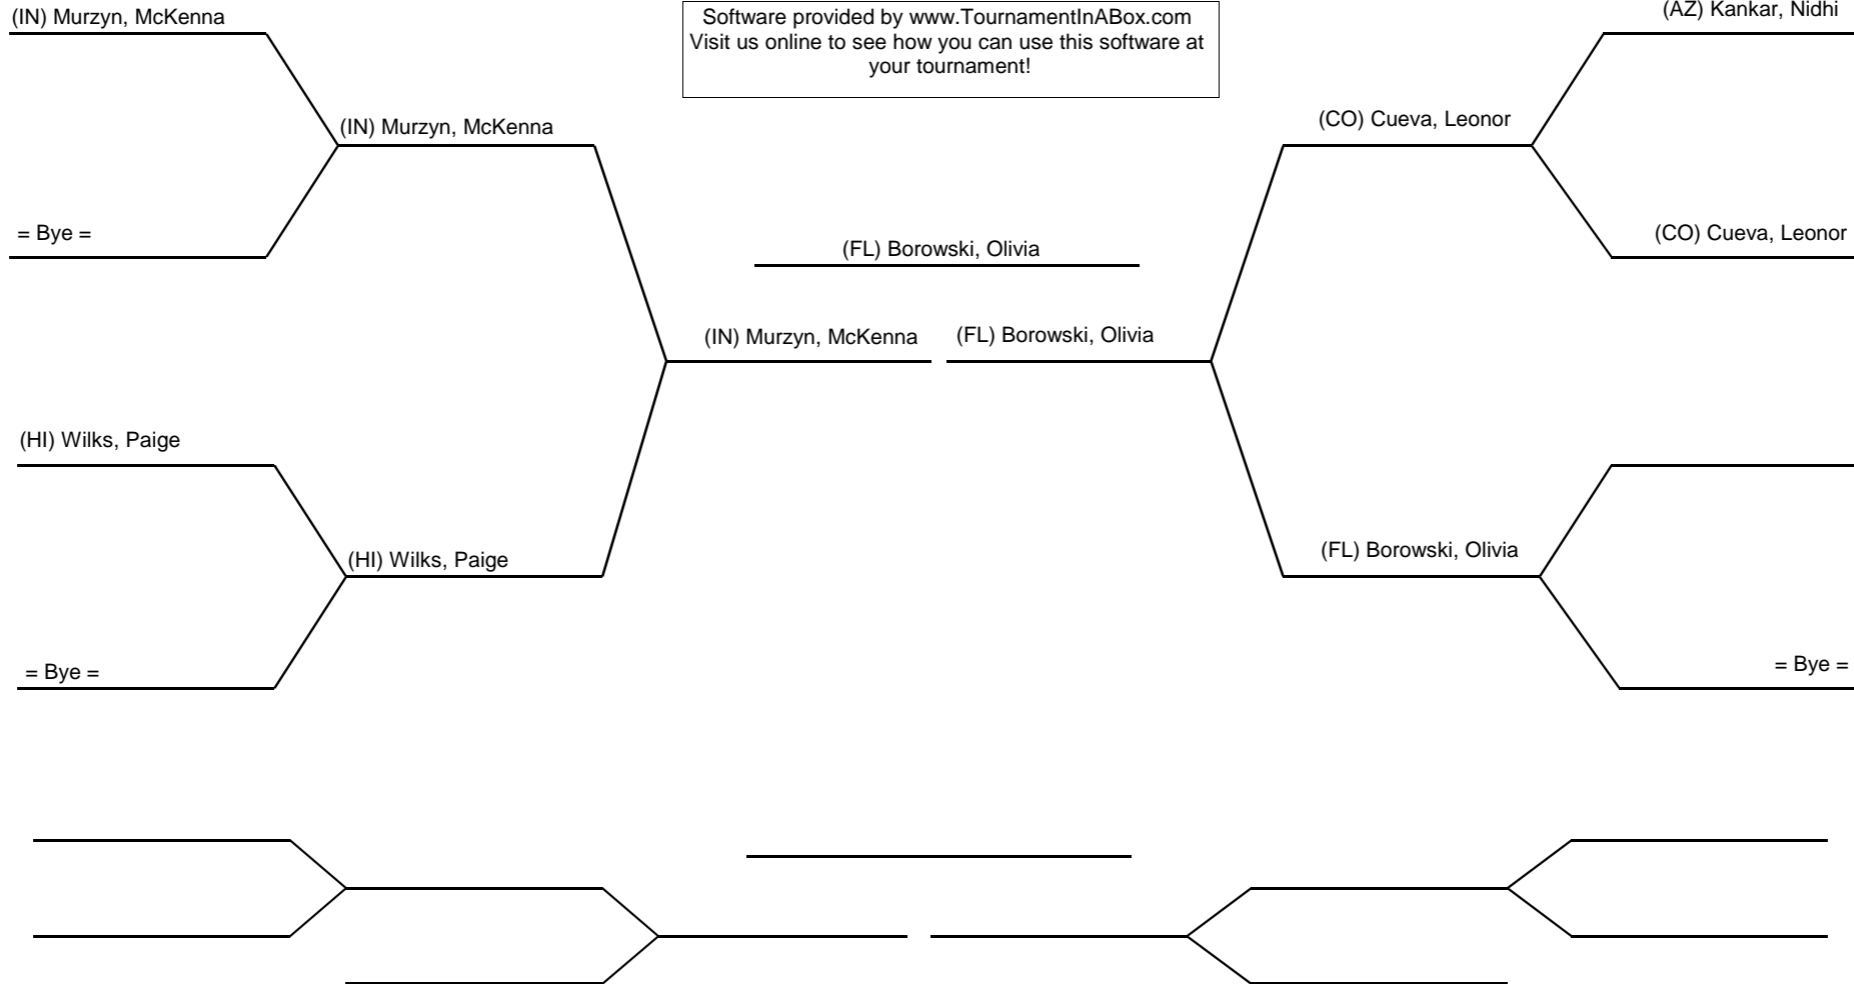 (IN) Murzyn, McKenna
Software provided by www.TournamentInABox.com
Visit us online to see how you can use this software at
your tournament!
(AZ) Kankar, Nidhi
(IN) Murzyn, McKenna
(CO) Cueva, Leonor
= Bye =
(FL) Borowski, Olivia
(CO) Cueva, Leonor
(IN) Murzyn, McKenna
(FL) Borowski, Olivia
(HI) Wilks, Paige
(HI) Wilks, Paige
(FL) Borowski, Olivia
= Bye =
= Bye =